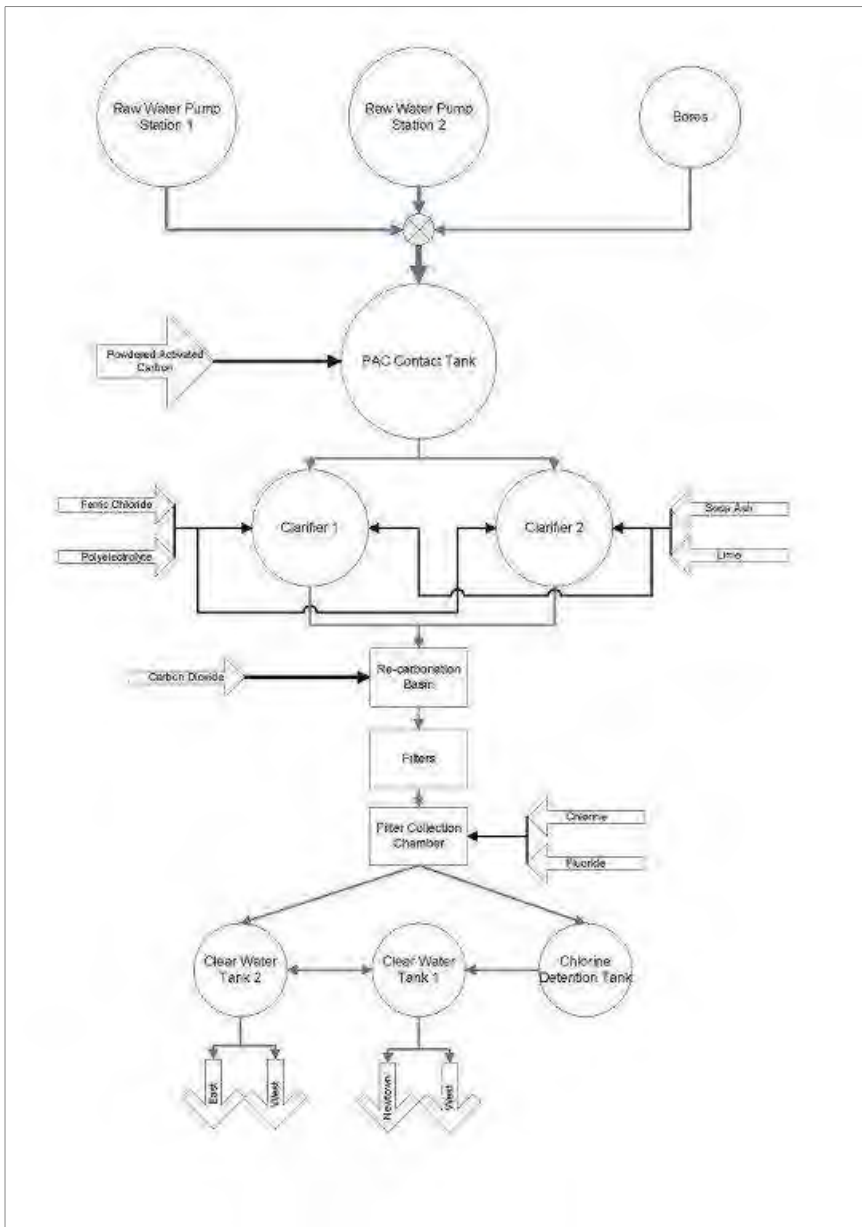 Raw Water Pump
Station 1
Raw Water Pump
Station 2
Bores
Powdered Activated
Carbon
PAC Contact Tank
Ferric Chloride
Polyelectrolyte
Clarifier 1
Clarifier 2
Soda Ash
Lime
Carbon Dioxide
Re-carbonation
Basin
Filters
Filter Collection
Chamber
Chlorine
Fluoride
Clear Water
Tank 2
Clear Water
Tank 1
Chlorine
Detention Tank
East
West
Newtown
West